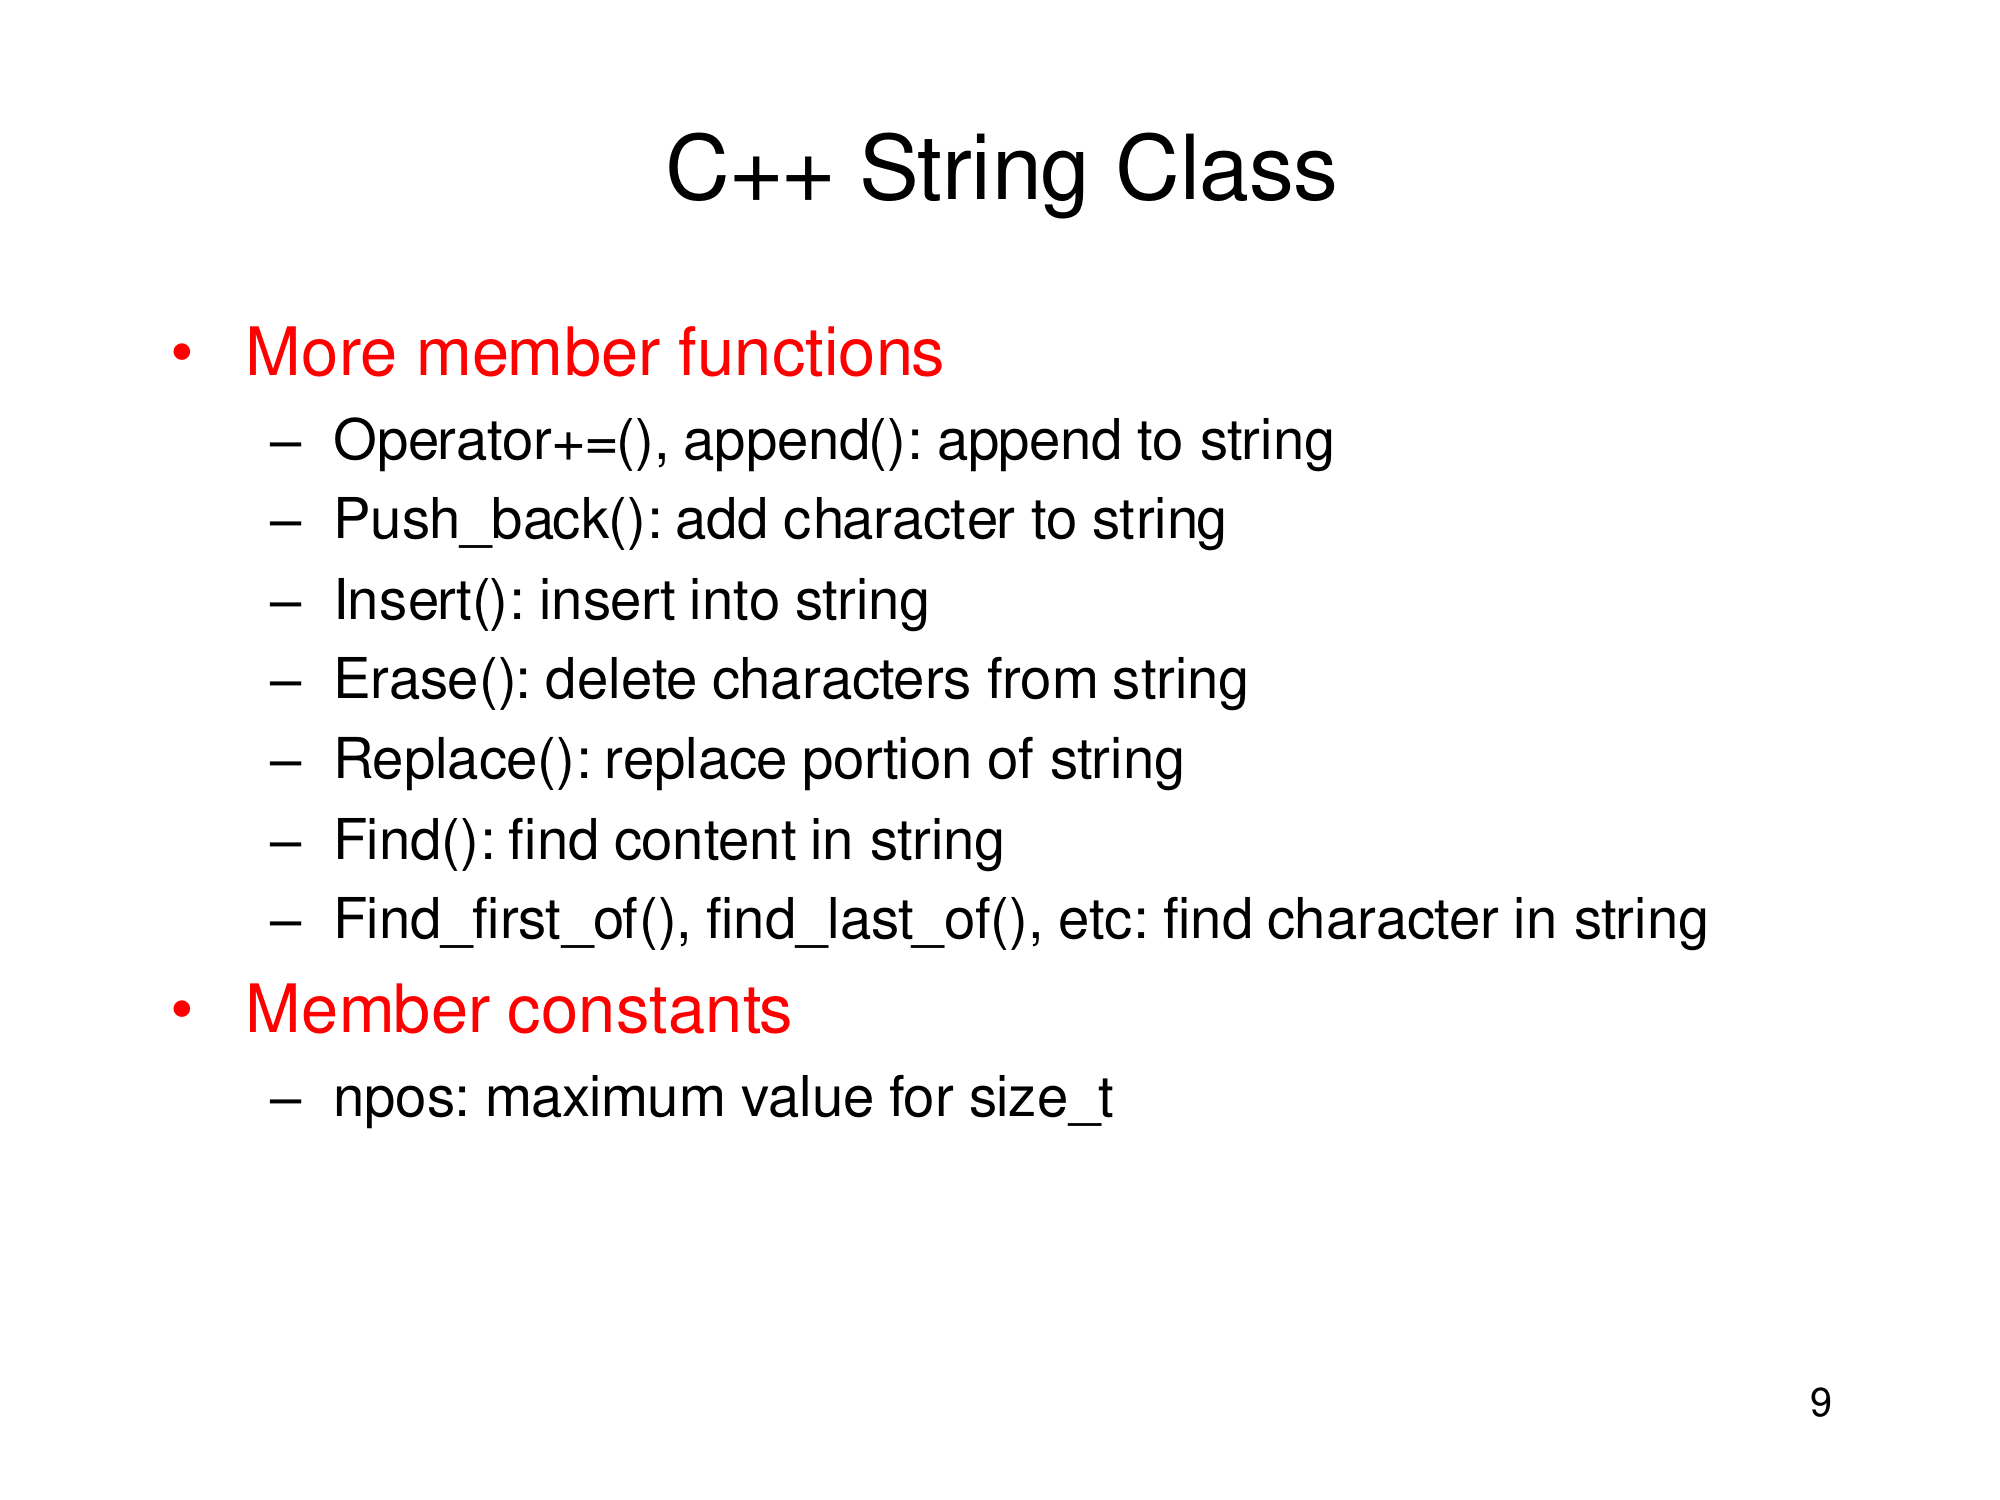 C++ String Class
• More member functions
– Operator+=(), append(): append to string
– Push_back(): add character to string
– Insert(): insert into string
– Erase(): delete characters from string
– Replace(): replace portion of string
– Find(): find content in string
– Find_first_of(), find_last_of(), etc: find character in string
• Member constants
– npos: maximum value for size_t
9